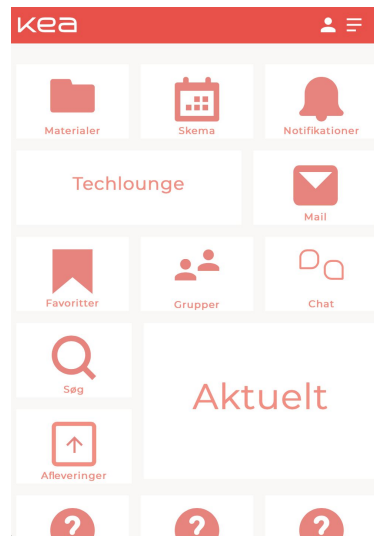 kea
Materialer
Skema
Notifikationer
Techlounge
Mail
Favoritter
Grupper
Chat
Søg
Aktuelt
Afleveringer
?
?
?